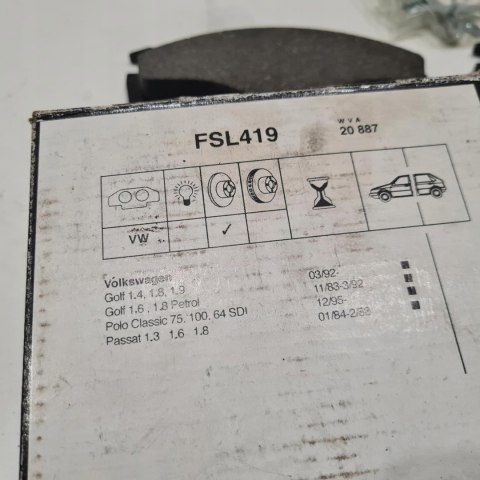 FSL419
W V A
20 887
VW ✓
Volkswagen
Golf 1.4, 1.8, 1.9 03/92-
Golf 1.6 , 1.8 Petrol 11/83-3/92
Polo Classic 75, 100, 64 SDI 12/95-
Passat 1.3 1.6 1.8 01/84-2/88